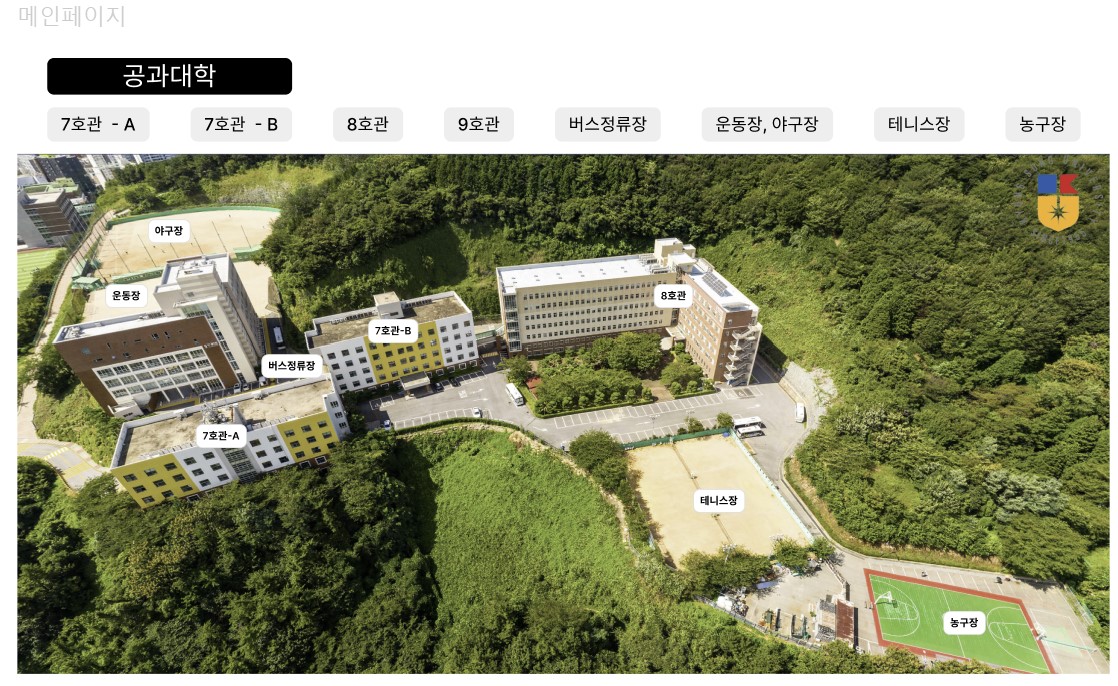 메인페이지
공과대학
7호관 - A
7호관 - B
8호관
9호관
버스정류장
운동장, 야구장
테니스장
농구장
야구장
운동장
8호관
7호관-B
버스정류장
7호관-A
테니스장
농구장